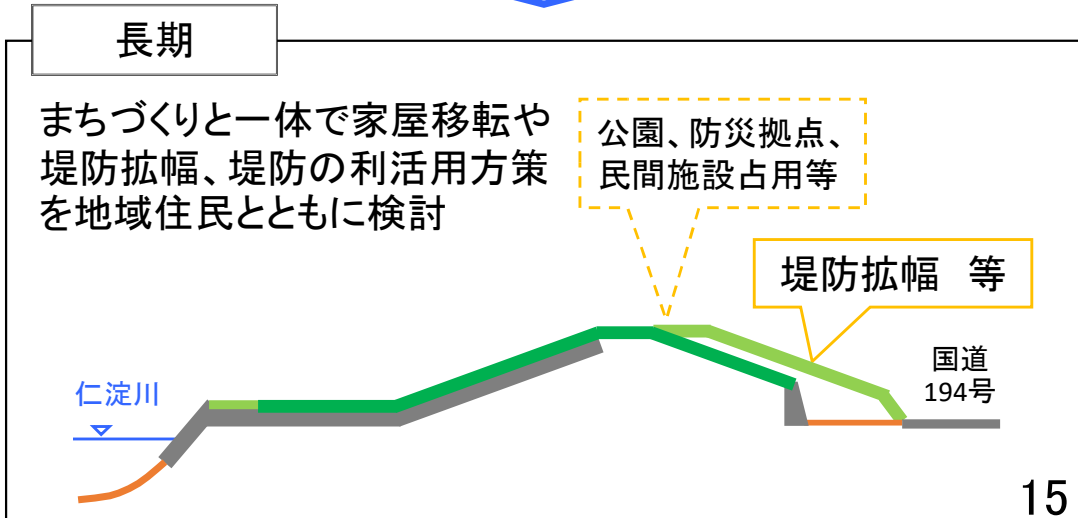 長期
まちづくりと一体で家屋移転や
堤防拡幅、堤防の利活用方策
を地域住民とともに検討
公園、防災拠点、
民間施設占用等
堤防拡幅　等
国道
194号
仁淀川
15